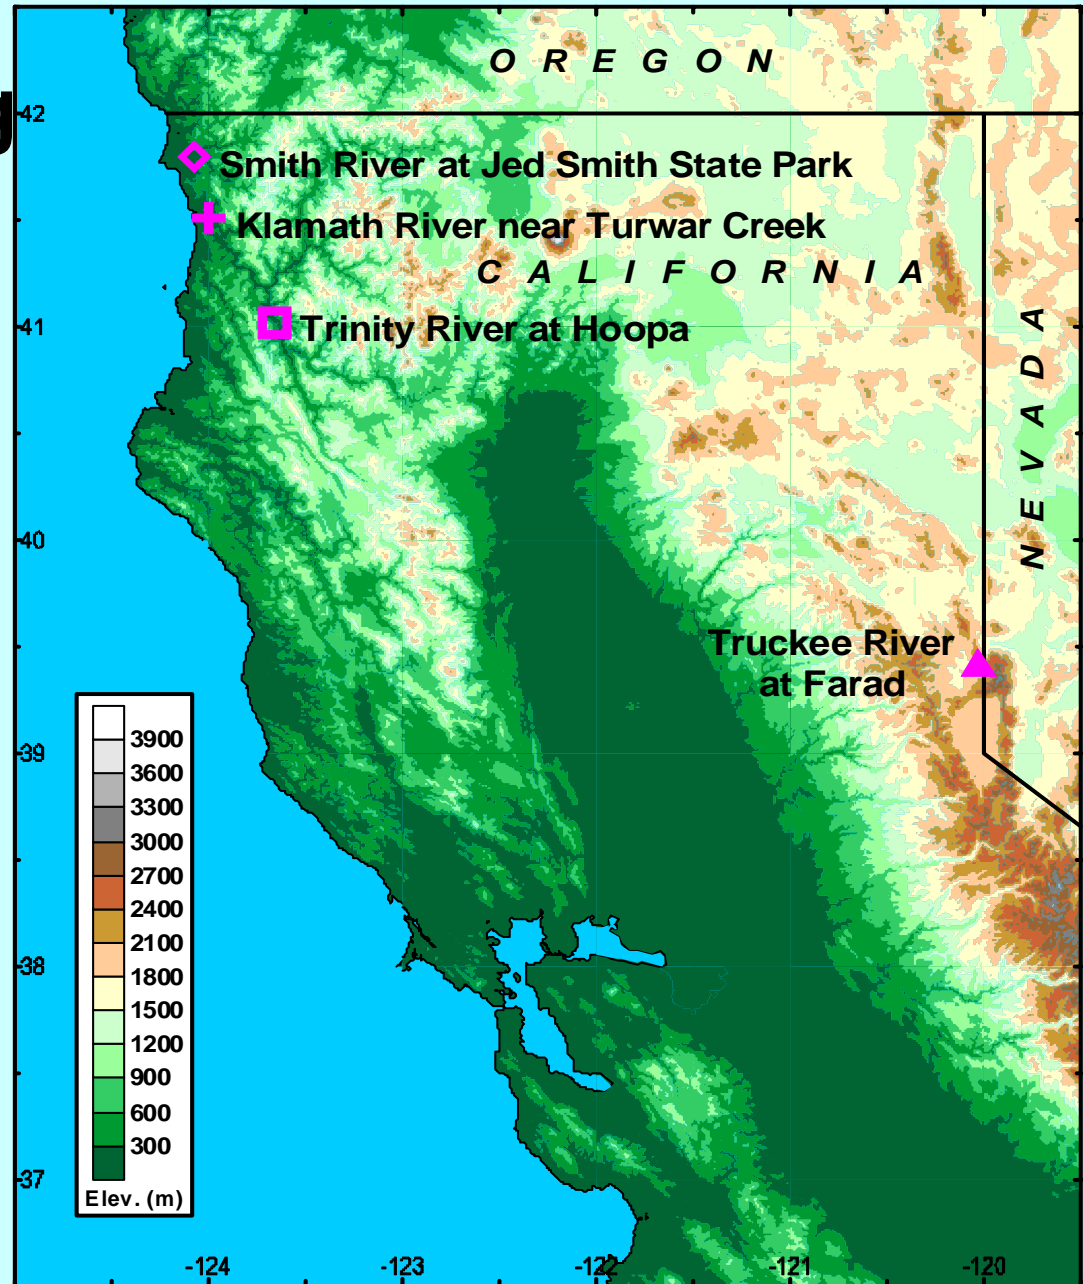 OREGON
g
42
Smith River at Jed Smith State Park
Klamath River near Turwar Creek
CALIFORNIA
41
Trinity River at Hoopa
NEVADA
40
Truckee River
at Farad
39
3900
3600
3300
3000
2700
2400
2100
1800
1500
1200
900
600
300
Elev. (m)
38
37
-124
-123
-122
-121
-120